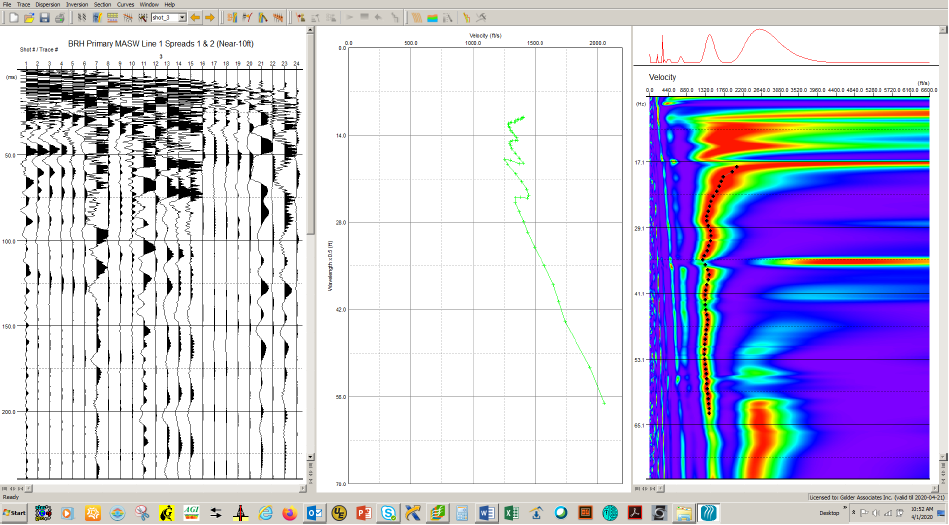 File Trace Dispersion Inversion Section Curves Window Help
shot_3
BRH Primary MASW Line 1 Spreads 1 & 2 (Near-10ft)
Shot # / Trace #
3
1 2 3 4 5 6 7 8 9 10 11 12 13 14 15 16 17 18 19 20 21 22 23 24
(ms)
50.0
100.0
150.0
200.0
Velocity (ft/s)
0.0 500.0 1000.0 1500.0 2000.0
0.0
14.0
28.0
42.0
56.0
70.0
Wavelength x 0.5 (ft)
Velocity
(ft/s)
0.0 440.0 880.0 1320.0 1760.0 2200.0 2640.0 3080.0 3520.0 3960.0 4400.0 4840.0 5280.0 5720.0 6160.0 6600.0
(Hz)
17.1
29.1
41.1
53.1
65.1
Ready
Licensed to: Golder Associates Inc. (valid til 2020-04-21)
Start
AGI
UE
Desktop
10:52 AM
4/1/2020